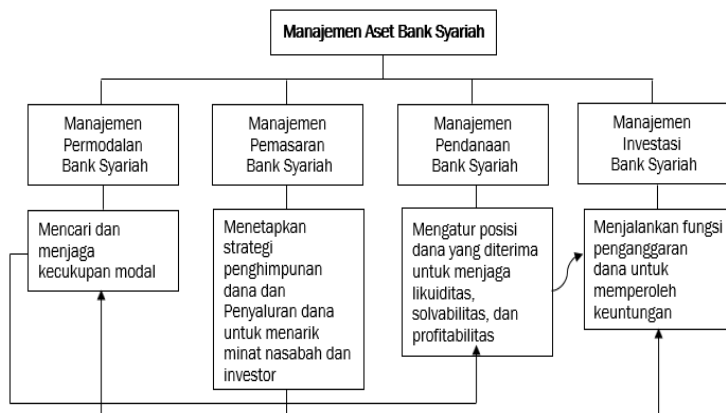 Manajemen Aset Bank Syariah
Manajemen
Permodalan
Bank Syariah
Manajemen
Pemasaran
Bank Syariah
Manajemen
Pendanaan
Bank Syariah
Manajemen
Investasi
Bank Syariah
Mencari dan
menjaga
kecukupan modal
Menetapkan
strategi
penghimpunan
dana dan
Penyaluran dana
untuk menarik
minat nasabah dan
investor
Mengatur posisi
dana yang diterima
untuk menjaga
likuiditas,
solvabilitas, dan
profitabilitas
Menjalankan fungsi
penganggaran
dana untuk
memperoleh
keuntungan